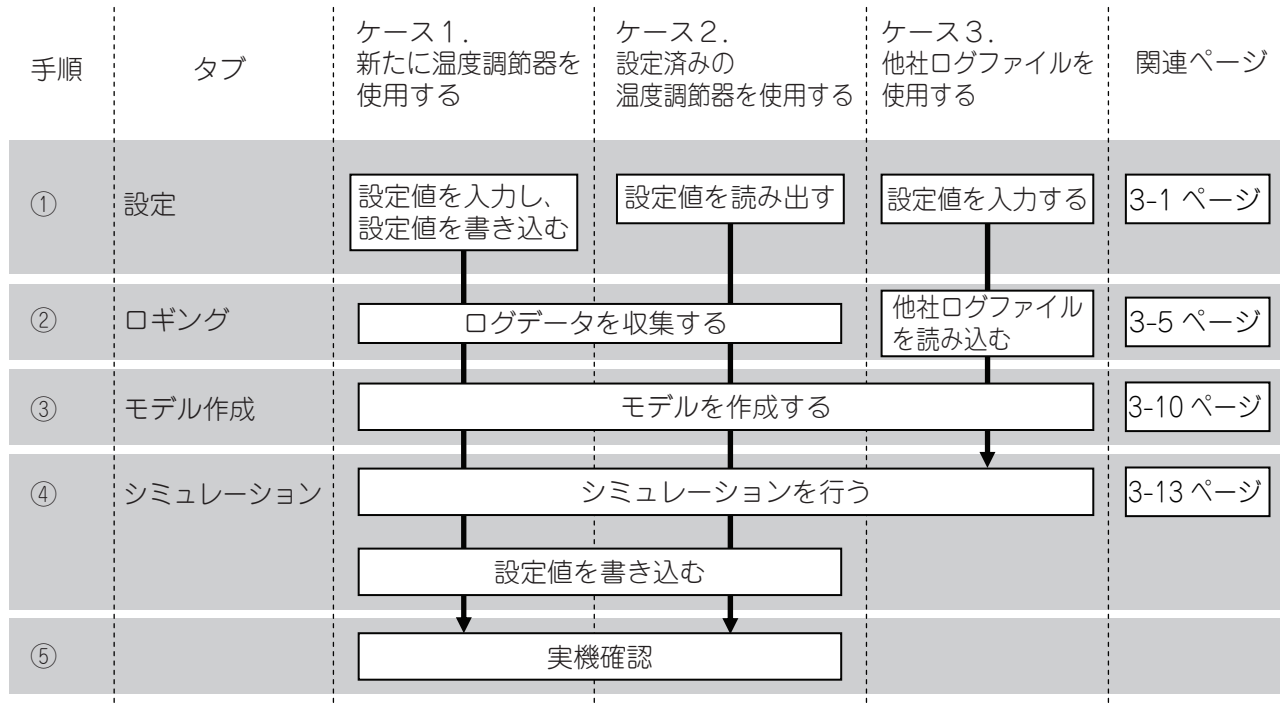 手順
タブ
ケース1.
新たに温度調節器を
使用する
ケース2.
設定済みの
温度調節器を使用する
ケース3.
他社ログファイルを
使用する
関連ページ
①
設定
設定値を入力し、
設定値を書き込む
設定値を読み出す
設定値を入力する
3-1 ページ
②
ロギング
ログデータを収集する
他社ログファイル
を読み込む
3-5 ページ
③
モデル作成
モデルを作成する
3-10 ページ
④
シミュレーション
シミュレーションを行う
3-13 ページ
設定値を書き込む
⑤
実機確認